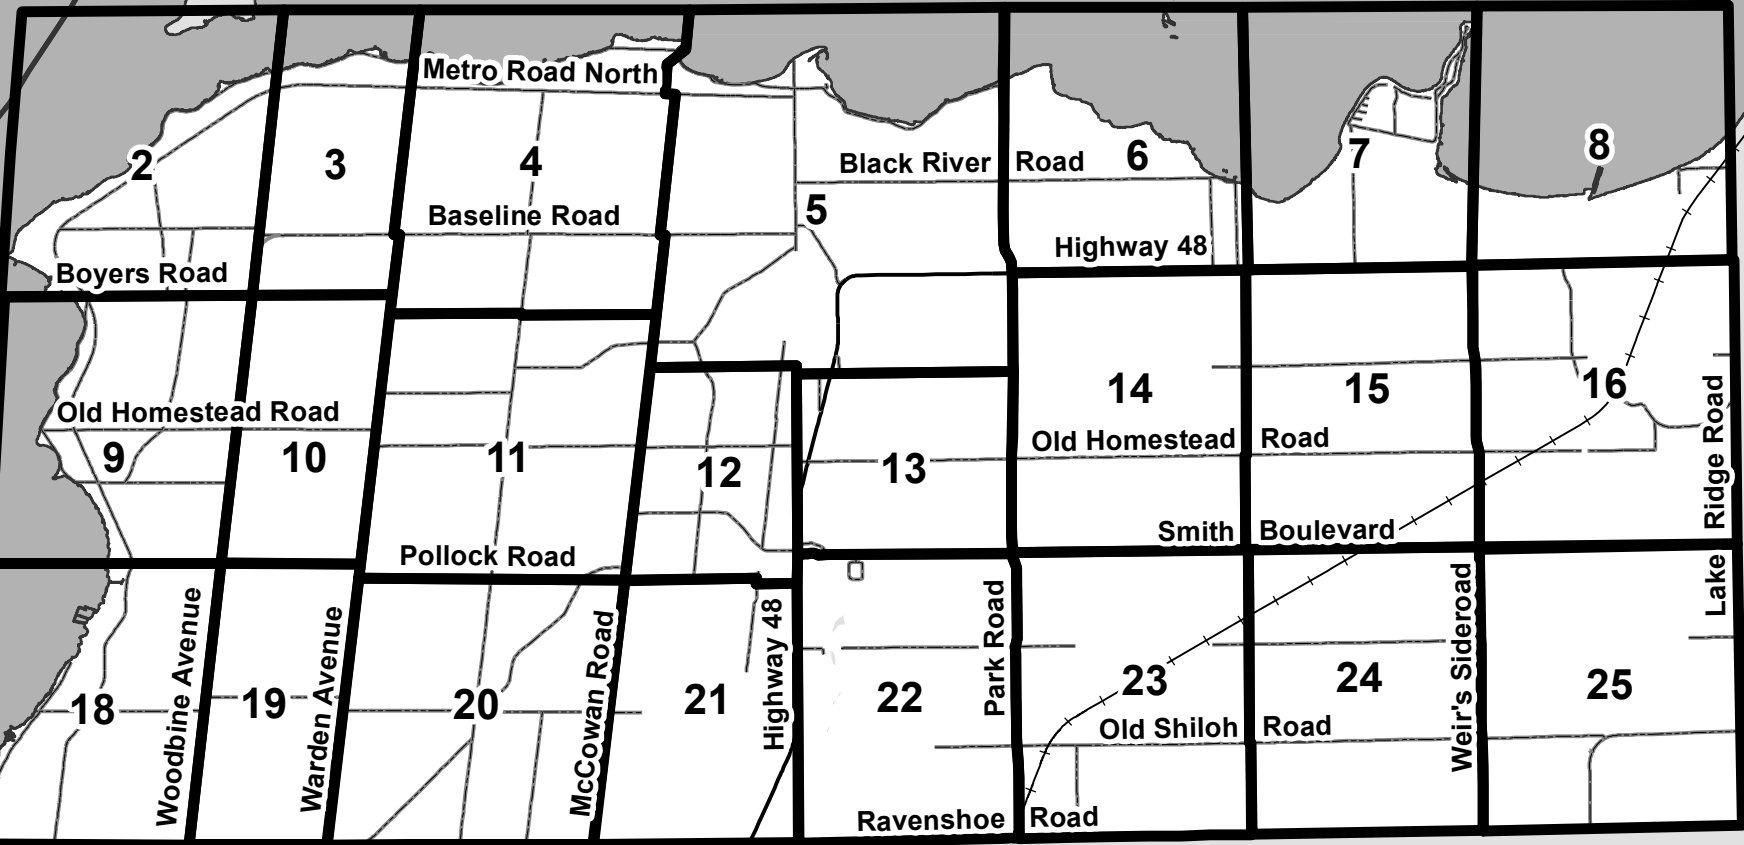 Metro Road North
2
3
4
Black River Road
6
7
8
Baseline Road
5
Boyers Road
Highway 48
Old Homestead Road
9
10
11
12
13
14
15
16
Old Homestead Road
Ridge Road
Lake
Smith Boulevard
Pollock Road
Woodbine Avenue
Warden Avenue
McCowan Road
Highway 48
Park Road
Weir's Sideroad
18
19
20
21
22
23
24
25
Old Shiloh Road
Ravenshoe Road